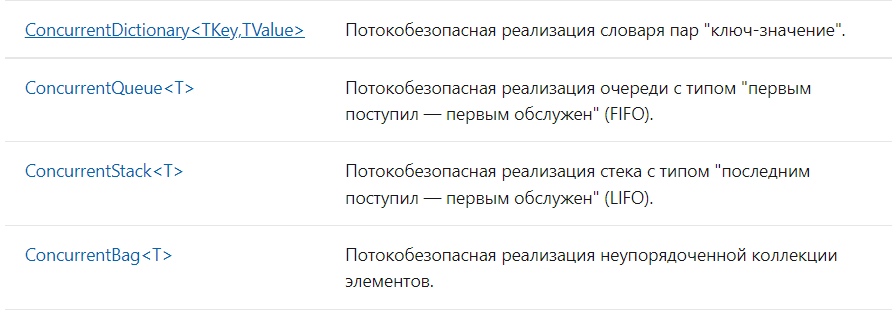 ConcurrentDictionary<TKey,TValue> Потокобезопасная реализация словаря пар "ключ-значение".
ConcurrentQueue<T> Потокобезопасная реализация очереди с типом "первым
поступил — первым обслужен" (FIFO).
ConcurrentStack<T> Потокобезопасная реализация стека с типом "последним
поступил — первым обслужен" (LIFO).
ConcurrentBag<T> Потокобезопасная реализация неупорядоченной коллекции
элементов.